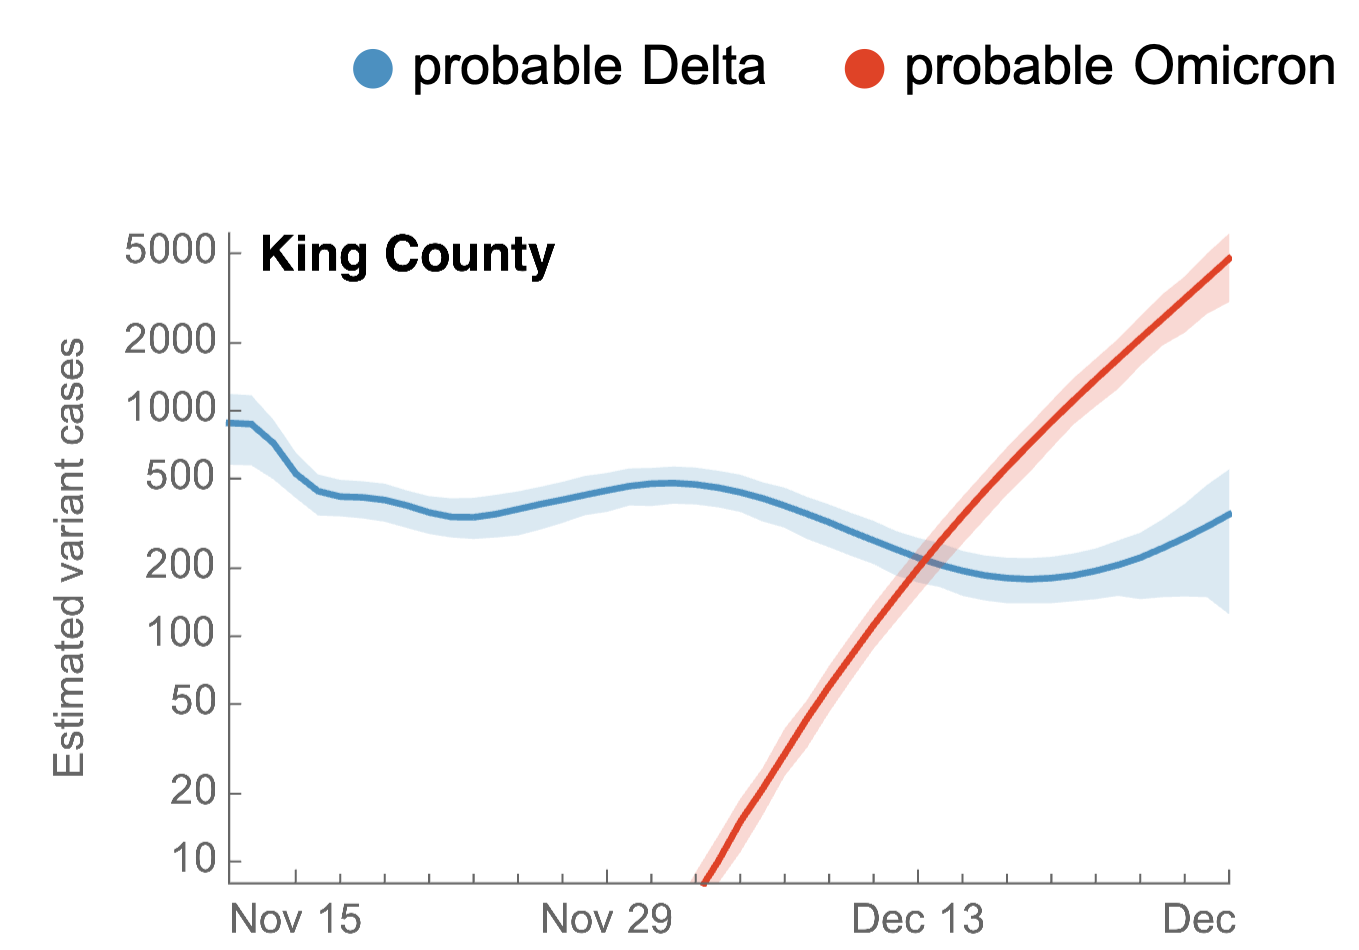 probable Delta probable Omicron
King County
Estimated variant cases
5000
2000
1000
500
200
100
50
20
10
Nov 15 Nov 29 Dec 13 Dec